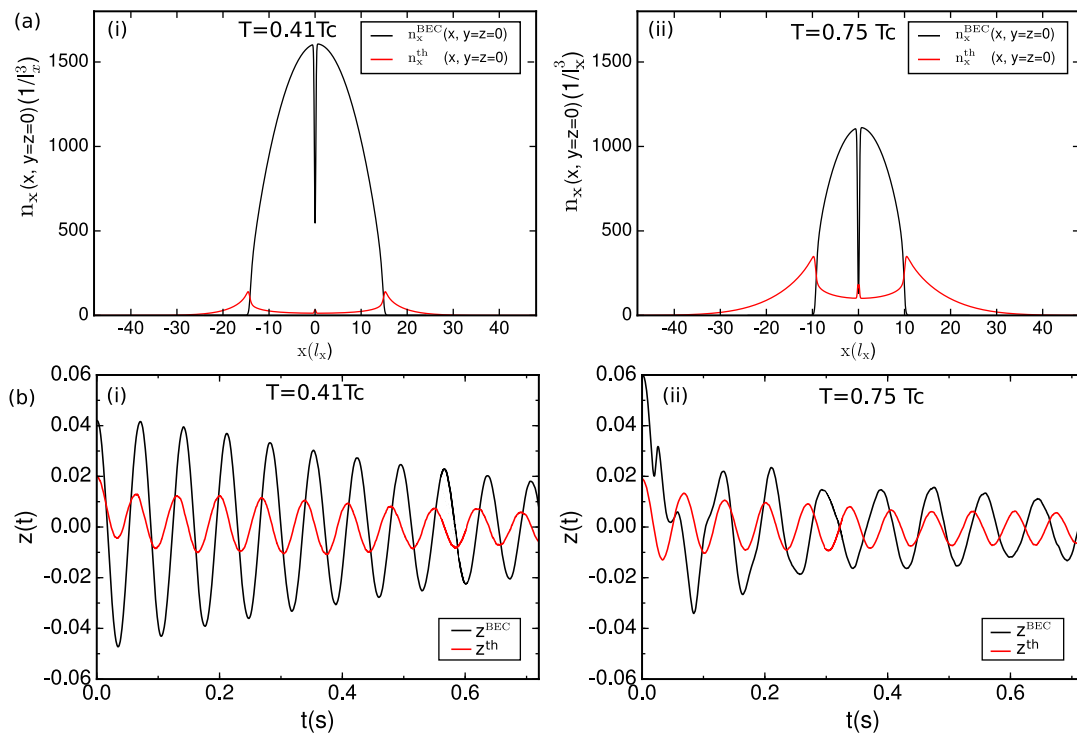 (a)
(i)
T=0.41Tc
n_x^BEC (x, y=z=0)
n_x^th (x, y=z=0)
n_x(x, y=z=0)(1/l_x^3)
1500
1000
500
0
-40
-30
-20
-10
0
10
20
30
40
x(l_x)
(ii)
T=0.75 Tc
n_x^BEC (x, y=z=0)
n_x^th (x, y=z=0)
n_x(x, y=z=0)(1/l_x^3)
1500
1000
500
0
-40
-30
-20
-10
0
10
20
30
40
x(l_x)
(b)
(i)
T=0.41Tc
z(t)
0.06
0.04
0.02
0.00
-0.02
-0.04
-0.06
z^BEC
z^th
0.0
0.2
0.4
0.6
t(s)
(ii)
T=0.75 Tc
z(t)
0.06
0.04
0.02
0.00
-0.02
-0.04
-0.06
z^BEC
z^th
0.0
0.2
0.4
0.6
t(s)